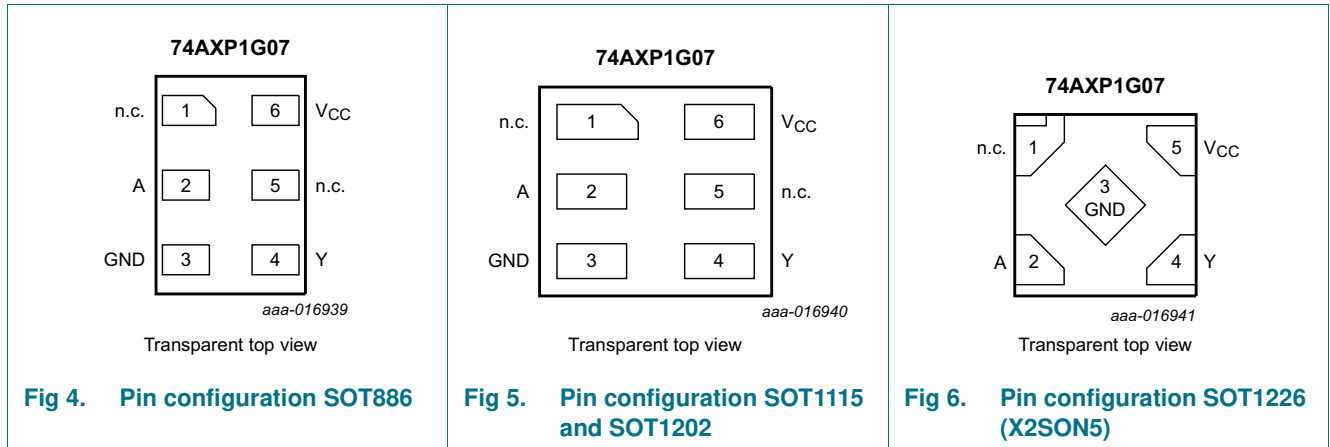 74AXP1G07
n.c. 1 6 VCC
A 2 5 n.c.
GND 3 4 Y
aaa-016939
Transparent top view
Fig 4. Pin configuration SOT886
74AXP1G07
n.c. 1 6 VCC
A 2 5 n.c.
GND 3 4 Y
aaa-016940
Transparent top view
Fig 5. Pin configuration SOT1115
and SOT1202
74AXP1G07
n.c. 1 5 VCC
3
GND
A 2 4 Y
aaa-016941
Transparent top view
Fig 6. Pin configuration SOT1226
(X2SON5)